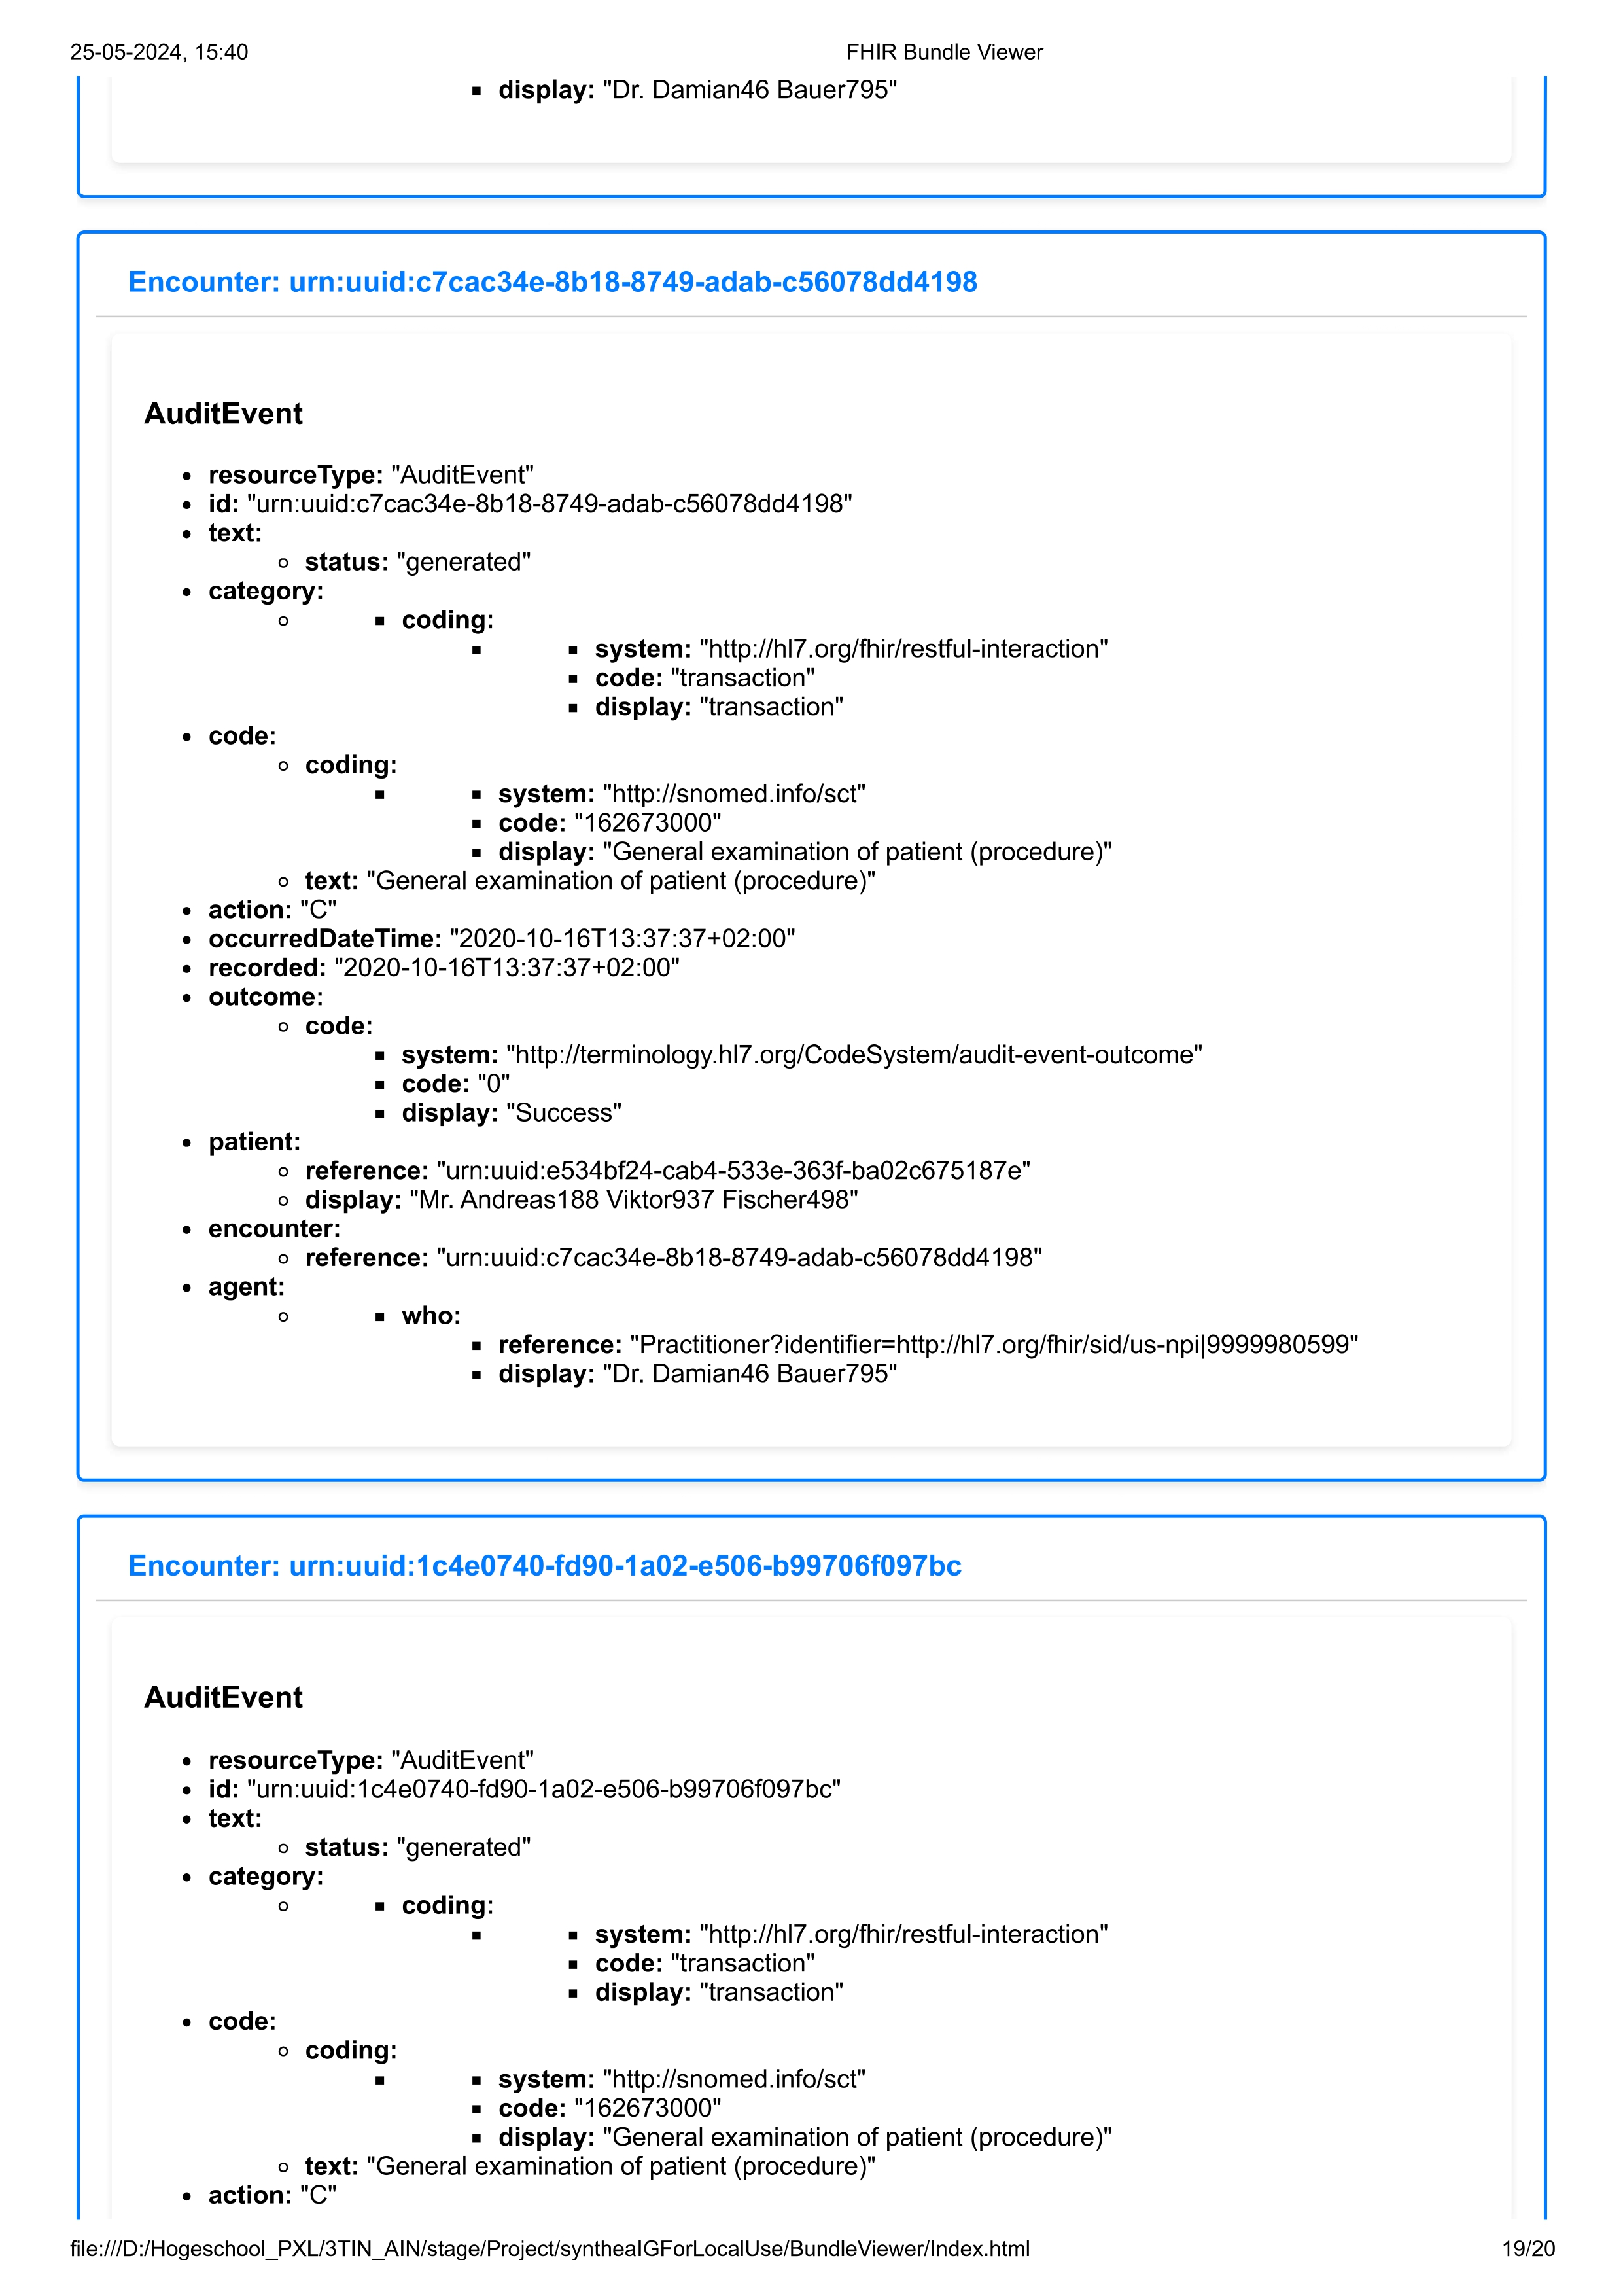 25-05-2024, 15:40
FHIR Bundle Viewer
display: "Dr. Damian46 Bauer795"
Encounter: urn:uuid:c7cac34e-8b18-8749-adab-c56078dd4198
AuditEvent
resourceType: "AuditEvent"
id: "urn:uuid:c7cac34e-8b18-8749-adab-c56078dd4198"
text:
status: "generated"
category:
coding:
system: "http://hl7.org/fhir/restful-interaction"
code: "transaction"
display: "transaction"
code:
coding:
system: "http://snomed.info/sct"
code: "162673000"
display: "General examination of patient (procedure)"
text: "General examination of patient (procedure)"
action: "C"
occurredDateTime: "2020-10-16T13:37:37+02:00"
recorded: "2020-10-16T13:37:37+02:00"
outcome:
code:
system: "http://terminology.hl7.org/CodeSystem/audit-event-outcome"
code: "0"
display: "Success"
patient:
reference: "urn:uuid:e534bf24-cab4-533e-363f-ba02c675187e"
display: "Mr. Andreas188 Viktor937 Fischer498"
encounter:
reference: "urn:uuid:c7cac34e-8b18-8749-adab-c56078dd4198"
agent:
who:
reference: "Practitioner?identifier=http://hl7.org/fhir/sid/us-npi|9999980599"
display: "Dr. Damian46 Bauer795"
Encounter: urn:uuid:1c4e0740-fd90-1a02-e506-b99706f097bc
AuditEvent
resourceType: "AuditEvent"
id: "urn:uuid:1c4e0740-fd90-1a02-e506-b99706f097bc"
text:
status: "generated"
category:
coding:
system: "http://hl7.org/fhir/restful-interaction"
code: "transaction"
display: "transaction"
code:
coding:
system: "http://snomed.info/sct"
code: "162673000"
display: "General examination of patient (procedure)"
text: "General examination of patient (procedure)"
action: "C"
file:///D:/Hogeschool_PXL/3TIN_AIN/stage/Project/syntheaIGForLocalUse/BundleViewer/Index.html
19/20